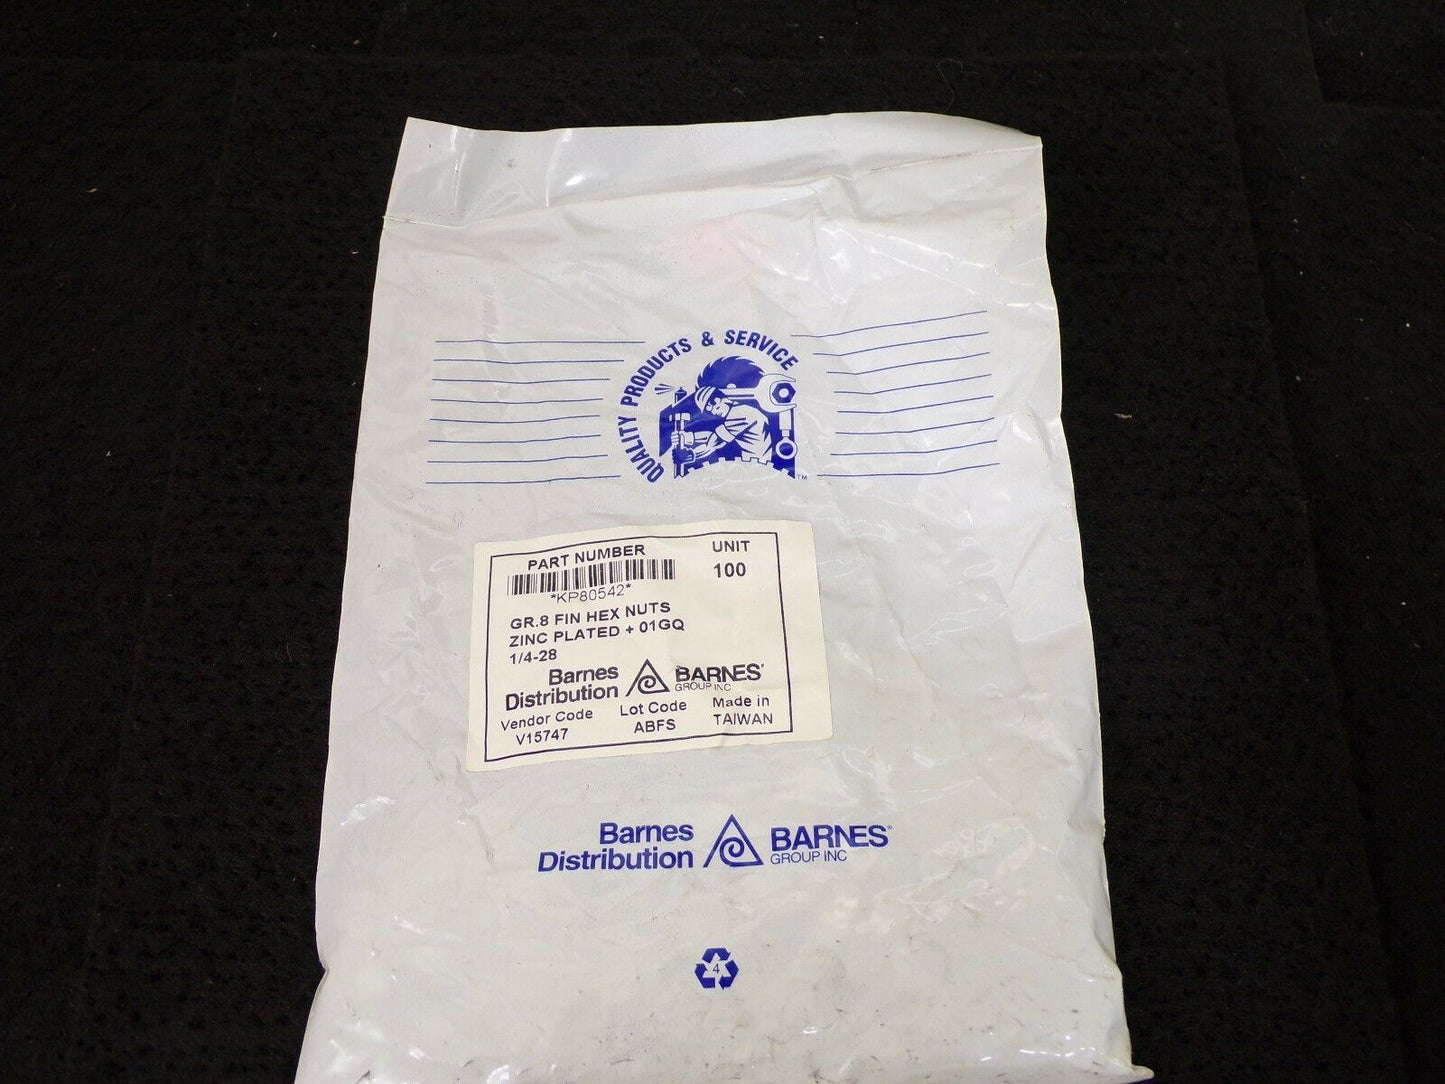 QUALITY PRODUCTS & SERVICE
TM
PART NUMBER
UNIT
*KP80542*
100
GR.8 FIN HEX NUTS
ZINC PLATED + 01GQ
1/4-28
Barnes
Distribution
BARNES
GROUP INC
Vendor Code
Lot Code
Made in
V15747
ABFS
TAIWAN
Barnes
Distribution
BARNES
GROUP INC
4